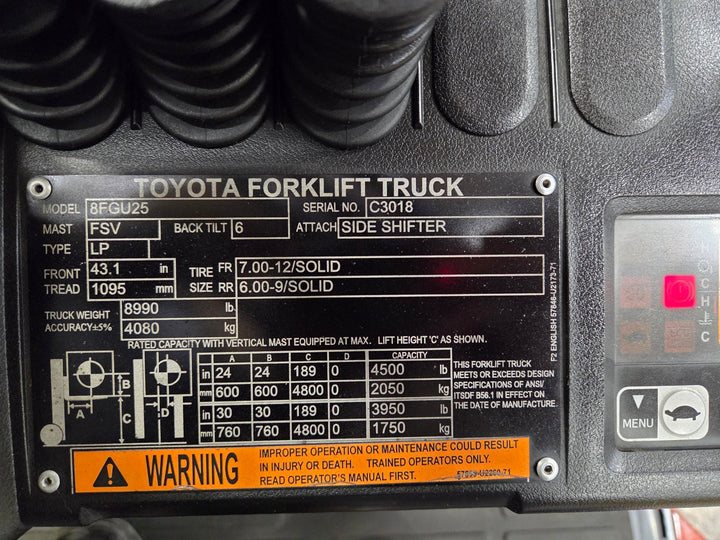 TOYOTA FORKLIFT TRUCK
MODEL 8FGU25 SERIAL NO. C3018
MAST FSV BACK TILT 6 ATTACH SIDE SHIFTER
TYPE LP
FRONT TREAD 43.1 in
1095 mm
TIRE SIZE FR 7.00-12/SOLID
RR 6.00-9/SOLID
TRUCK WEIGHT 8990 lb
ACCURACY±5% 4080 kg
RATED CAPACITY WITH VERTICAL MAST EQUIPPED AT MAX. LIFT HEIGHT 'C' AS SHOWN.
A B C D CAPACITY
in 24 24 189 0 4500 lb
mm 600 600 4800 0 2050 kg
in 30 30 189 0 3950 lb
mm 760 760 4800 0 1750 kg
B
A
C
D
THIS FORKLIFT TRUCK
MEETS OR EXCEEDS DESIGN
SPECIFICATIONS OF ANSI/
ITSDF B56.1 IN EFFECT ON
THE DATE OF MANUFACTURE.
F2 ENGLISH 57846-U2173-71
WARNING
IMPROPER OPERATION OR MAINTENANCE COULD RESULT
IN INJURY OR DEATH. TRAINED OPERATORS ONLY.
READ OPERATOR'S MANUAL FIRST.
H
C
H
C
MENU